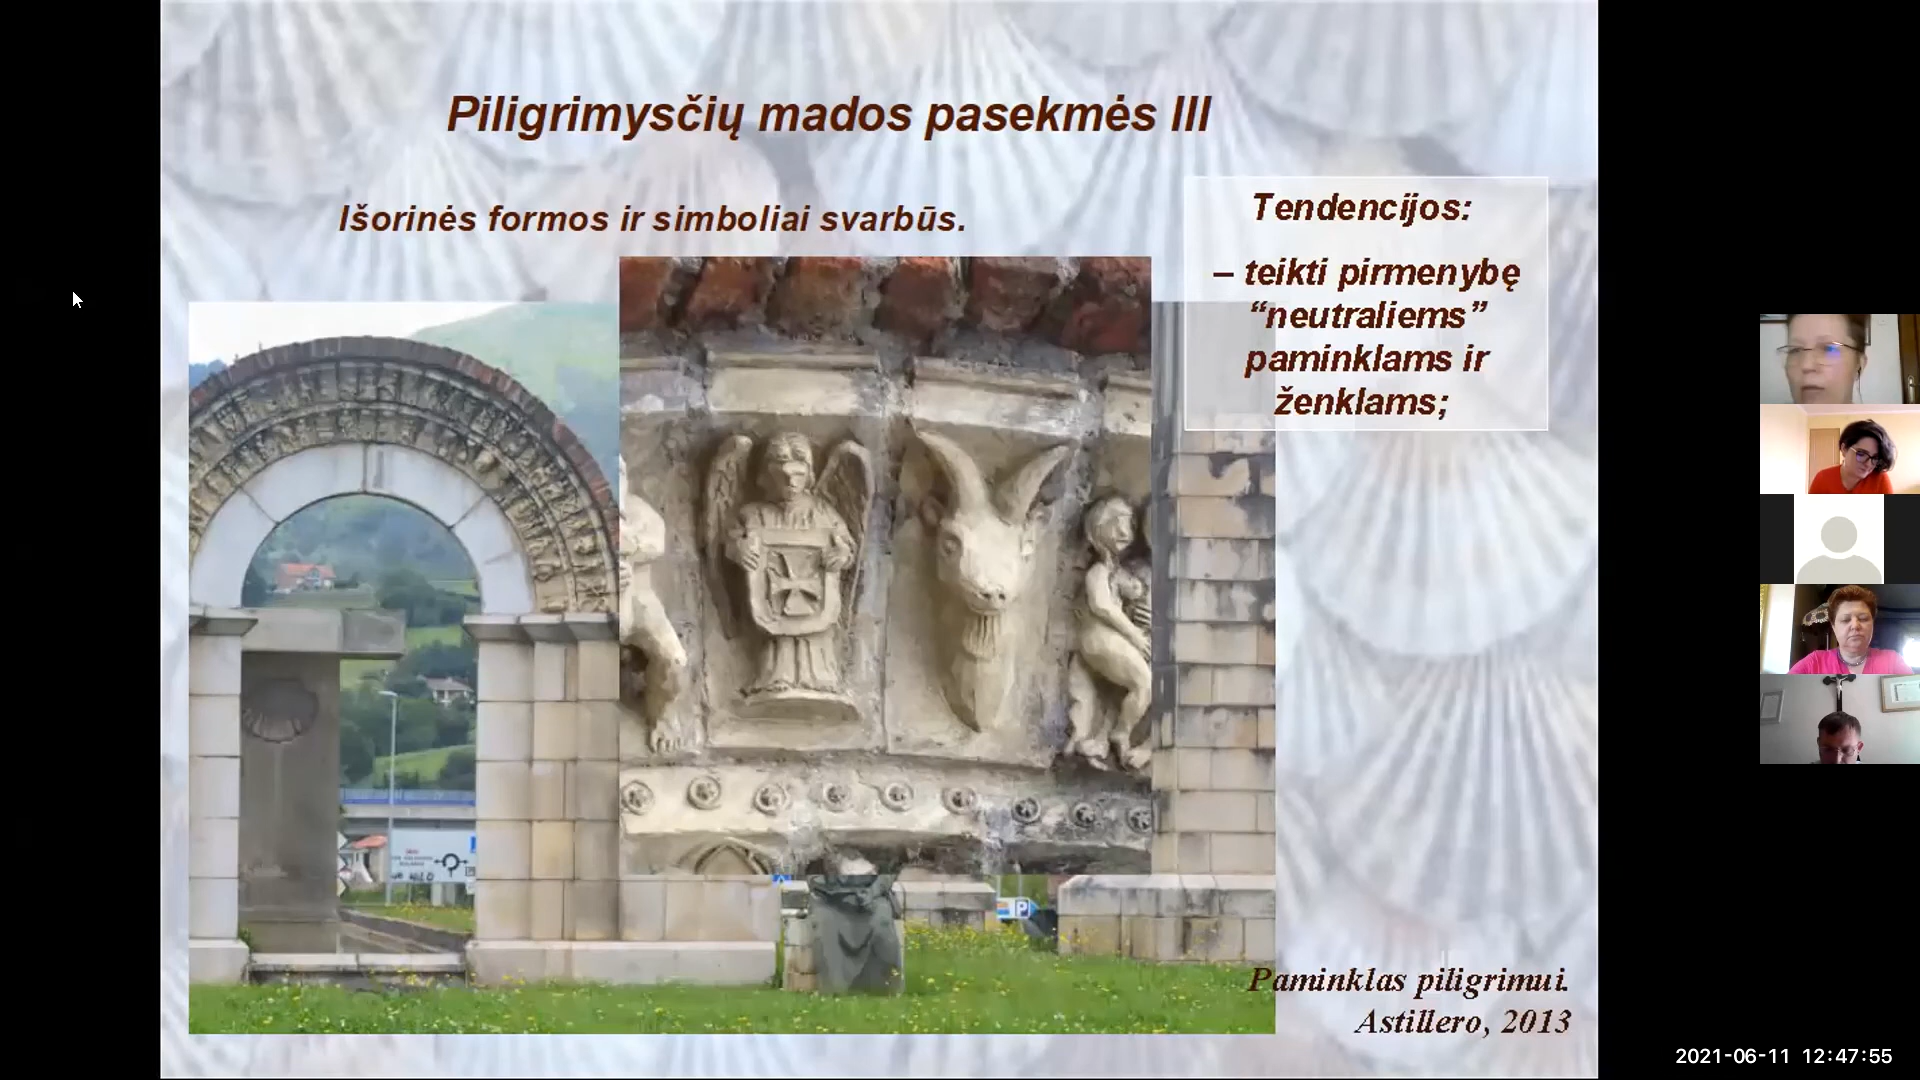 Piligrimysčių mados pasekmės III
Išorinės formos ir simboliai svarbūs.
Tendencijos:
– teikti pirmenybę
“neutraliems”
paminklams ir
ženklams;
P
Paminklas piligrimui.
Astillero, 2013
2021-06-11 12:47:55